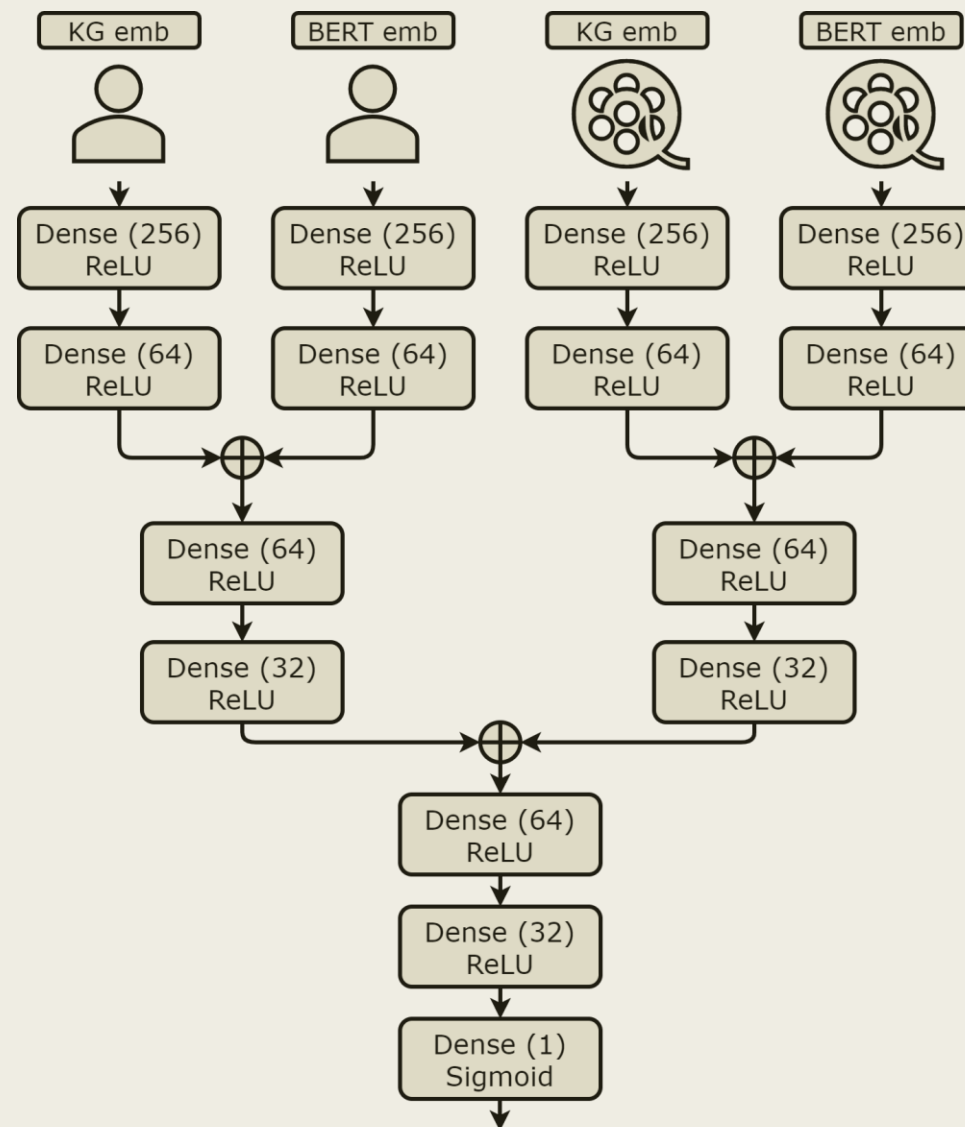 KG emb
BERT emb
KG emb
BERT emb
Dense (256)
ReLU
Dense (256)
ReLU
Dense (256)
ReLU
Dense (256)
ReLU
Dense (64)
ReLU
Dense (64)
ReLU
Dense (64)
ReLU
Dense (64)
ReLU
Dense (64)
ReLU
Dense (64)
ReLU
Dense (32)
ReLU
Dense (32)
ReLU
Dense (64)
ReLU
Dense (32)
ReLU
Dense (1)
Sigmoid